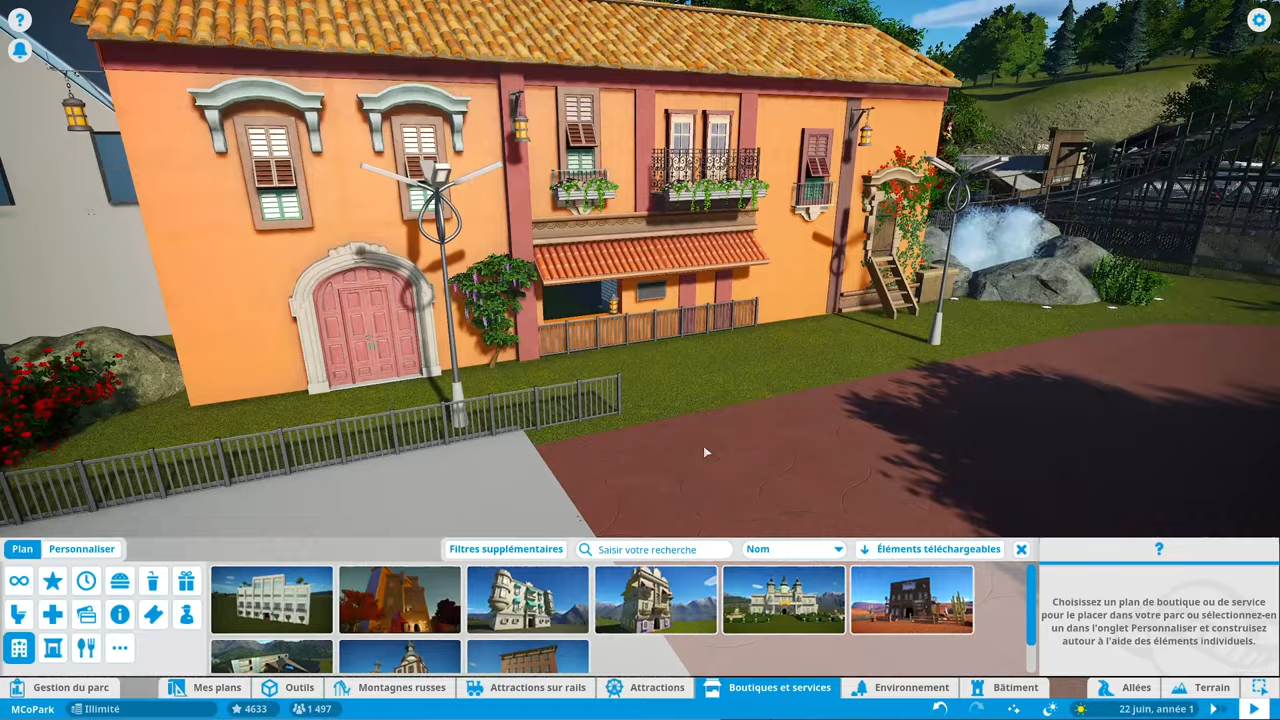 ?
Plan
Personnaliser
Filtres supplémentaires
Saisir votre recherche
Nom
Éléments téléchargeables
?
Choisissez un plan de boutique ou de service
pour le placer dans votre parc ou sélectionnez-en
un dans l'onglet Personnaliser et construisez
autour à l'aide des éléments individuels.
Gestion du parc
Mes plans
Outils
Montagnes russes
Attractions sur rails
Attractions
Boutiques et services
Environnement
Bâtiment
Allées
Terrain
MCoPark
Illimité
4633
1 497
22 juin, année 1